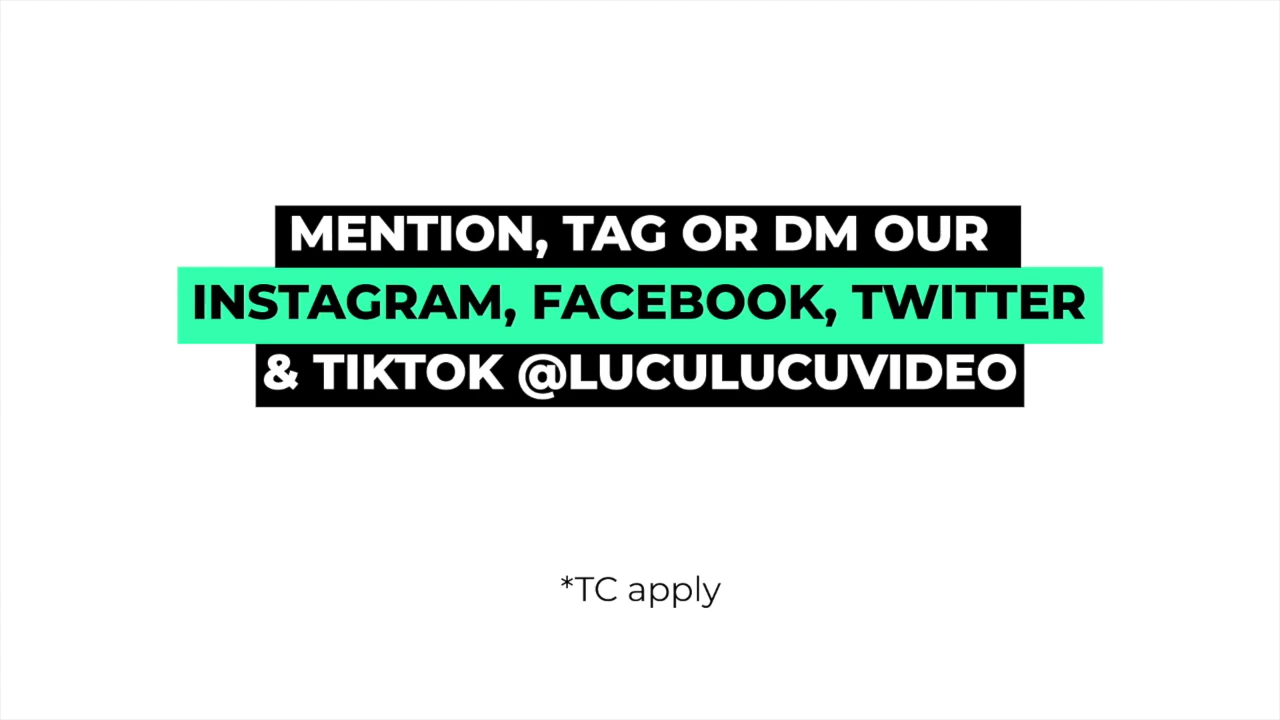 MENTION, TAG OR DM OUR
INSTAGRAM, FACEBOOK, TWITTER
& TIKTOK @LUCULUCUVIDEO
*TC apply